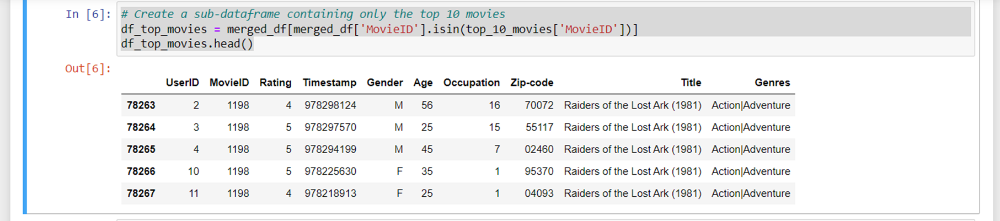 In [6]: # Create a sub-dataframe containing only the top 10 movies
df_top_movies = merged_df[merged_df['MovieID'].isin(top_10_movies['MovieID'])]
df_top_movies.head()
Out[6]:
UserID MovieID Rating Timestamp Gender Age Occupation Zip-code Title Genres
78263 2 1198 4 978298124 M 56 16 70072 Raiders of the Lost Ark (1981) Action|Adventure
78264 3 1198 5 978297570 M 25 15 55117 Raiders of the Lost Ark (1981) Action|Adventure
78265 4 1198 5 978294199 M 45 7 02460 Raiders of the Lost Ark (1981) Action|Adventure
78266 10 1198 5 978225630 F 35 1 95370 Raiders of the Lost Ark (1981) Action|Adventure
78267 11 1198 4 978218913 F 25 1 04093 Raiders of the Lost Ark (1981) Action|Adventure